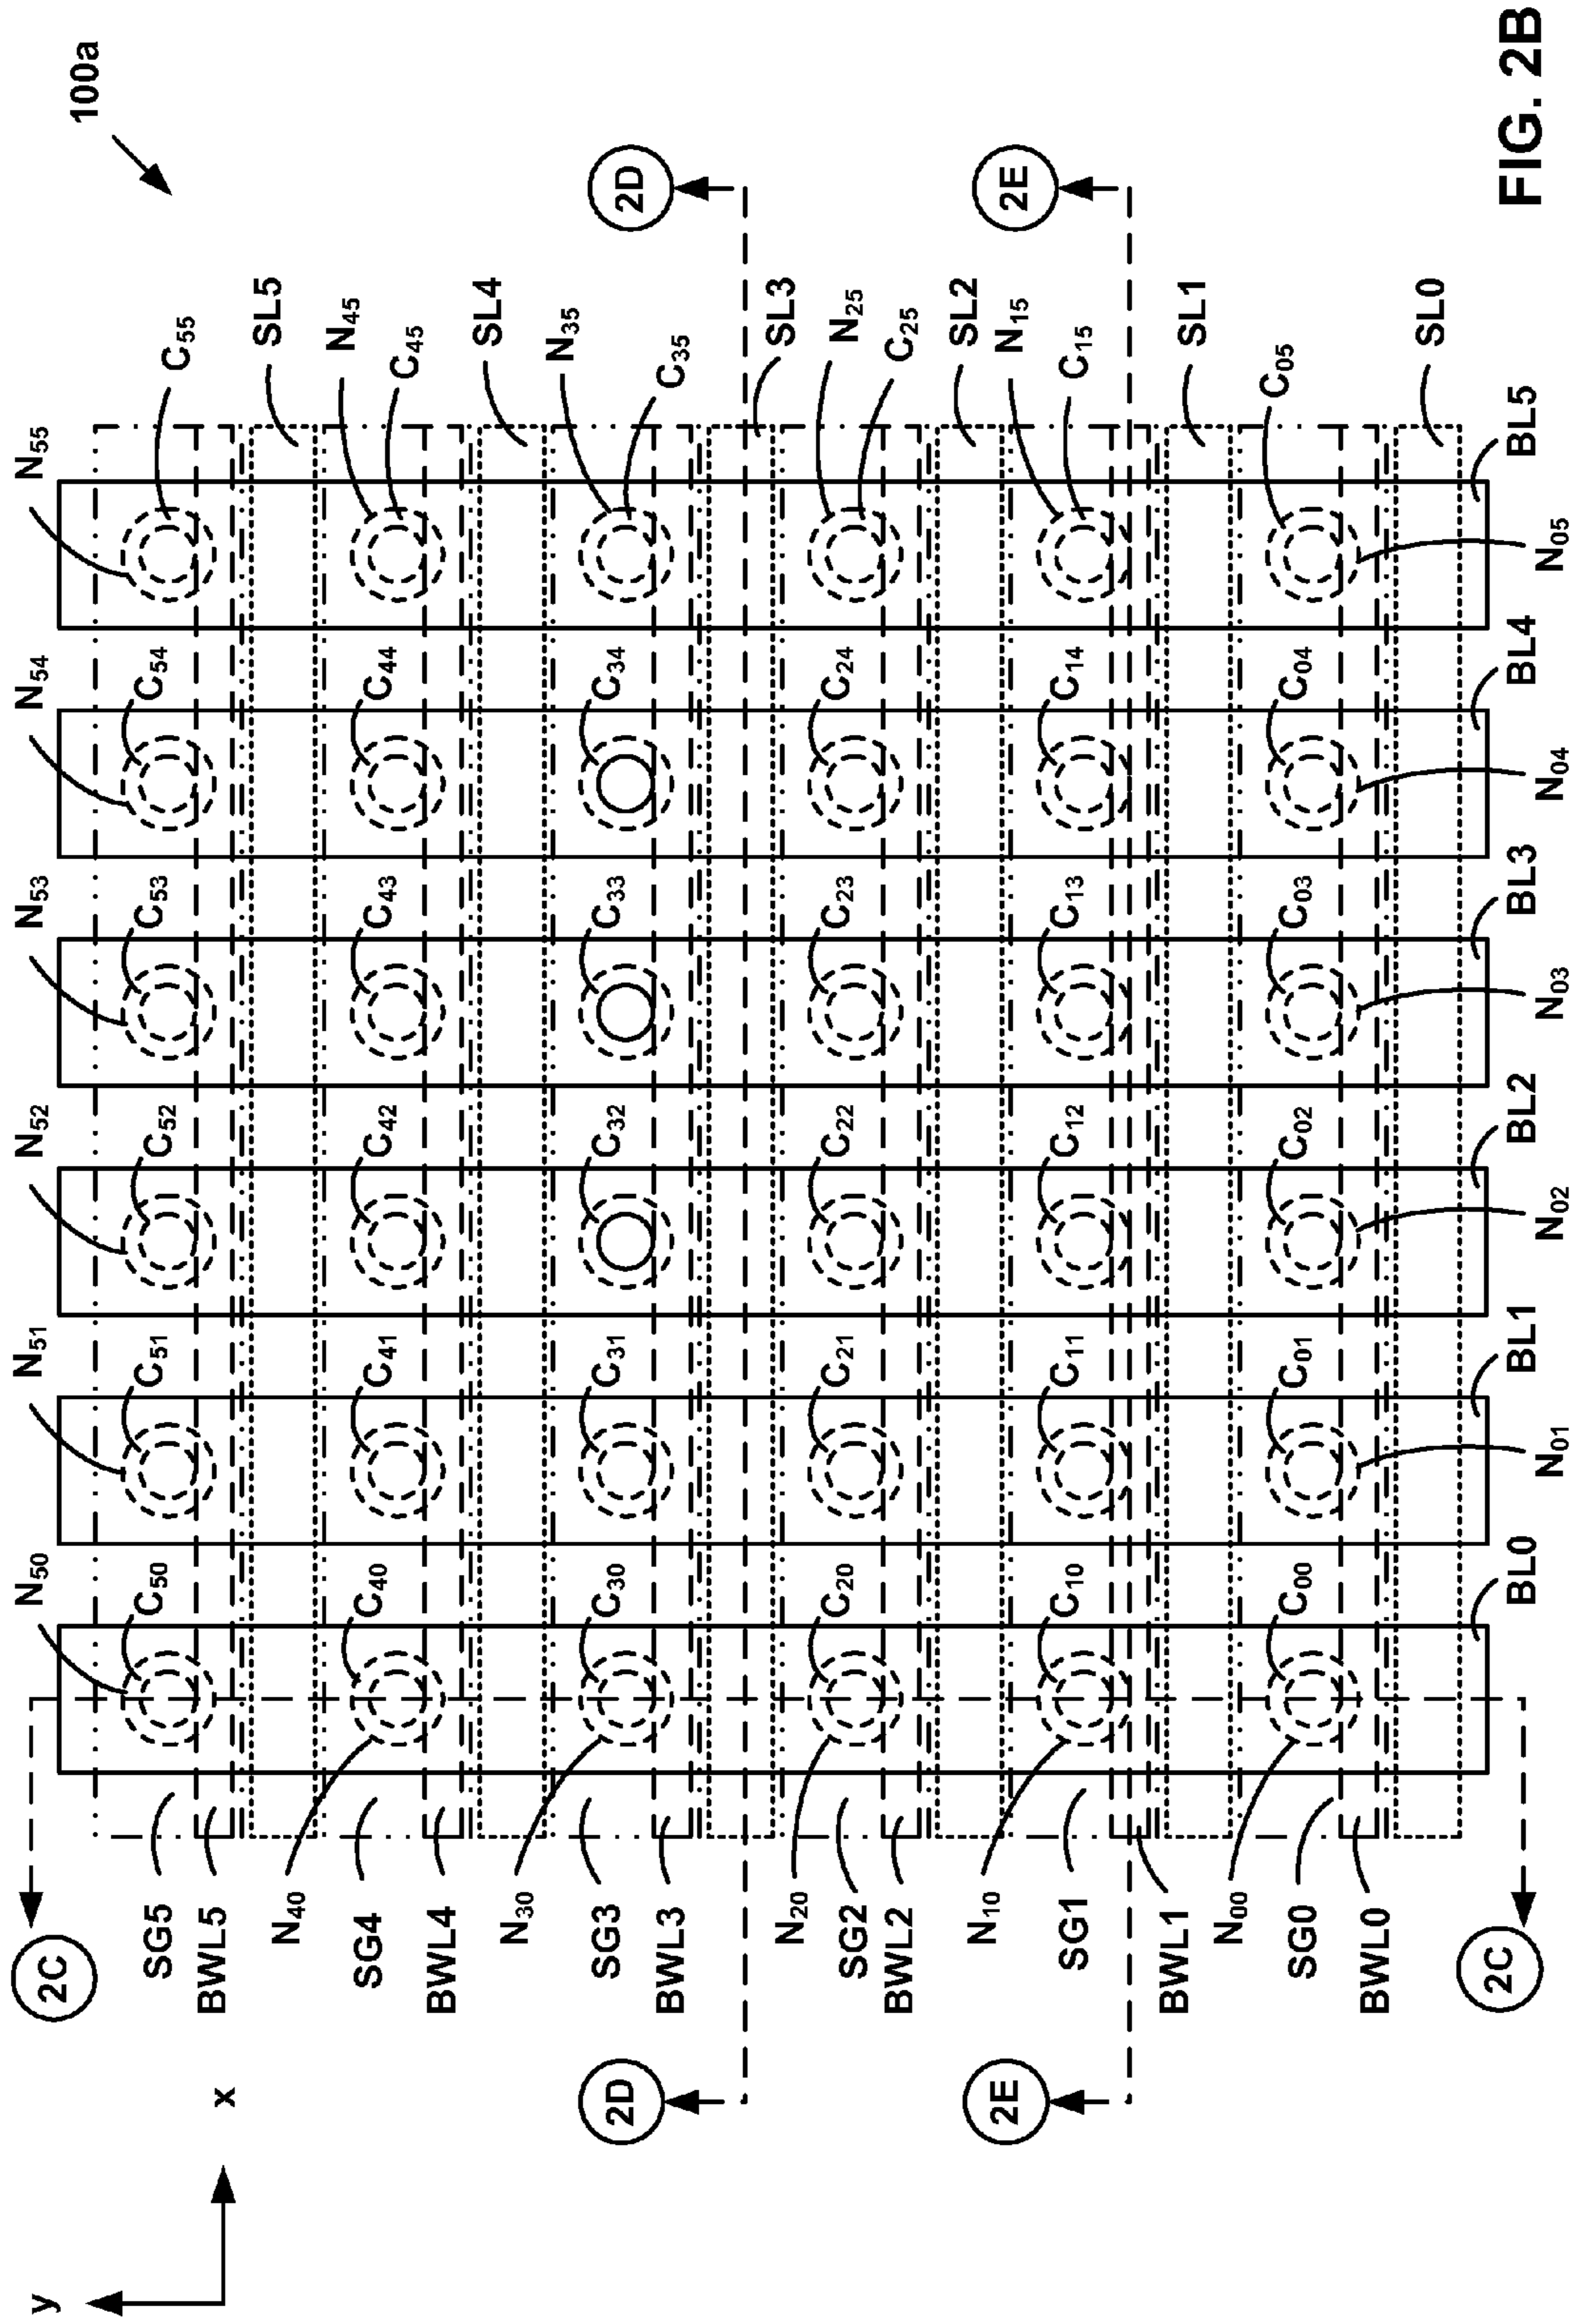 100a
N50 N51 N52 N53 N54 N55
y
2C
C50 C51 C52 C53 C54 C55
SG5
BWL5
x
SL5
N40
N45
C40 C41 C42 C43 C44 C45
SG4
BWL4
SL4
N30
N35
C30 C31 C32 C33 C34 C35
SG3
2D 2D
BWL3
SL3
N20
N25
C20 C21 C22 C23 C24 C25
SG2
BWL2
SL2
N10
N15
2E 2E
C10 C11 C12 C13 C14 C15
SG1
BWL1
SL1
N00
C00 C01 C02 C03 C04 C05
SG0
BWL0
SL0
2C
BL0 BL1 BL2 BL3 BL4 BL5
N01 N02 N03 N04 N05
FIG. 2B